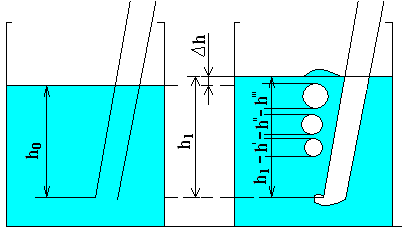 h₀
h₁
Δh
h₁ – h' – h'' – h'''